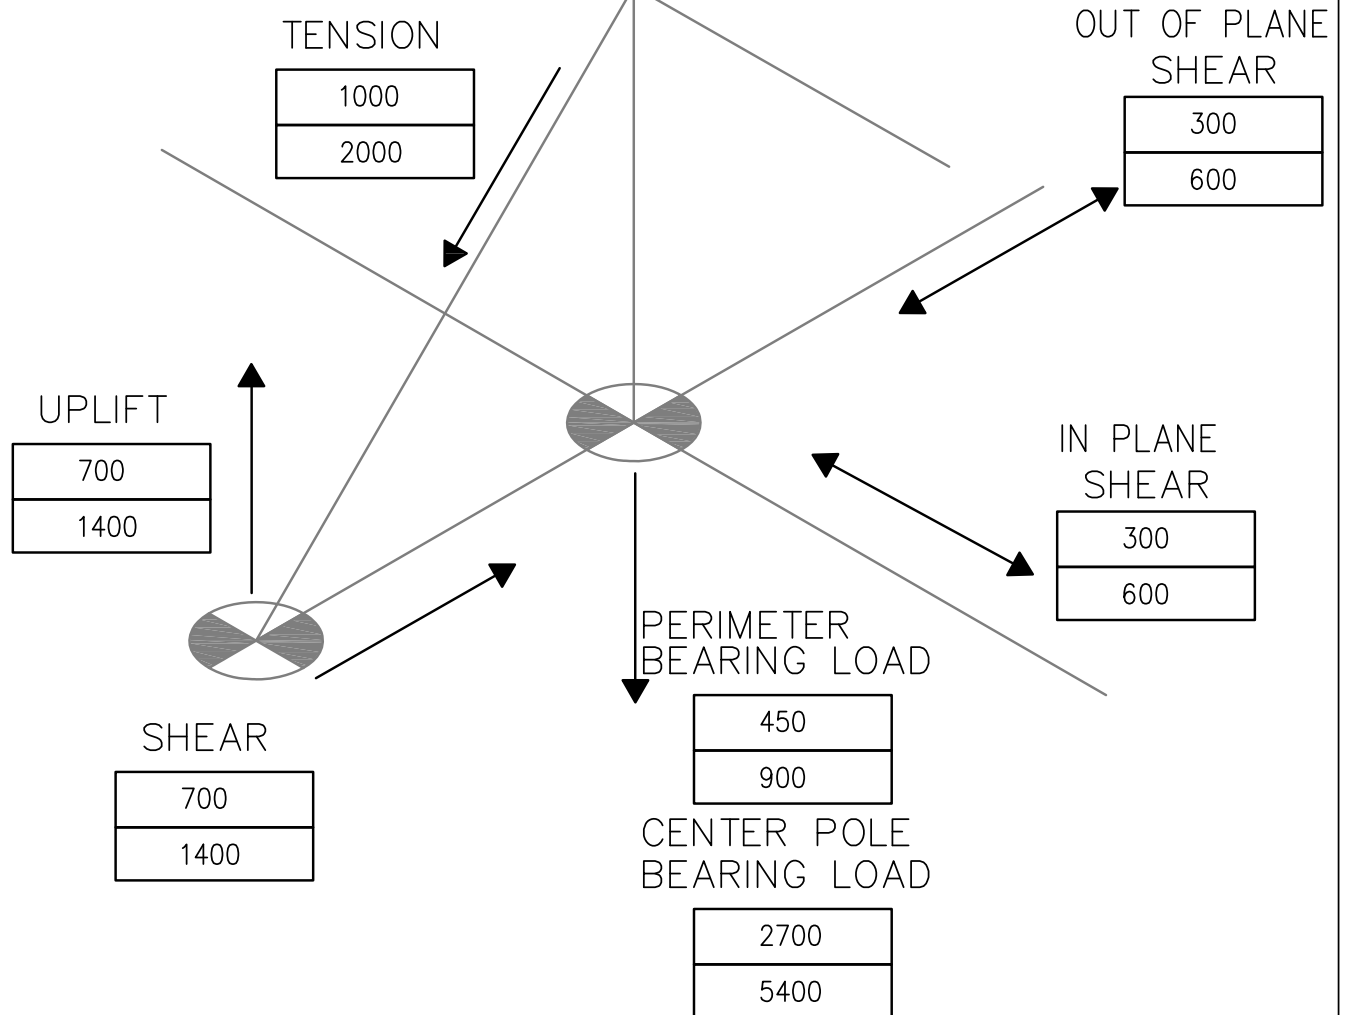 TENSION
1000
2000
OUT OF PLANE
SHEAR
300
600
UPLIFT
700
1400
IN PLANE
SHEAR
300
600
PERIMETER
BEARING LOAD
450
900
SHEAR
700
1400
CENTER POLE
BEARING LOAD
2700
5400